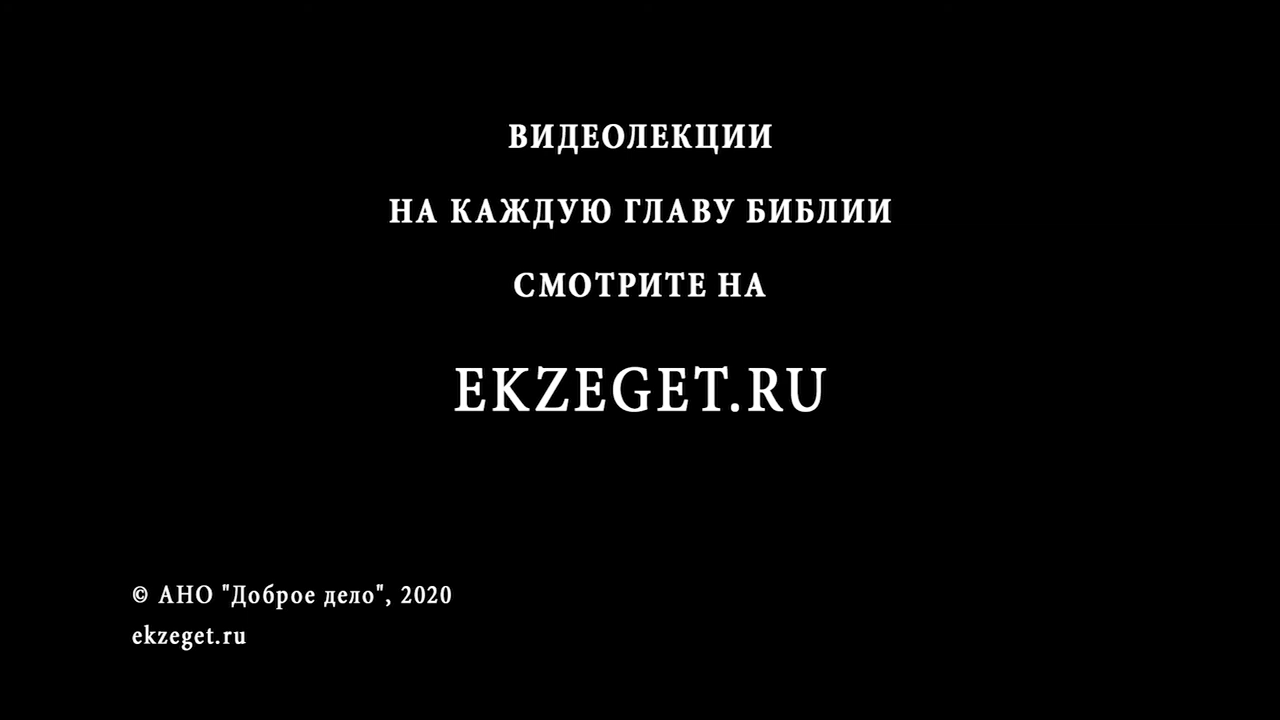 ВИДЕОЛЕКЦИИ
НА КАЖДУЮ ГЛАВУ БИБЛИИ
СМОТРИТЕ НА
EKZEGET.RU
© АНО "Доброе дело", 2020
ekzeget.ru